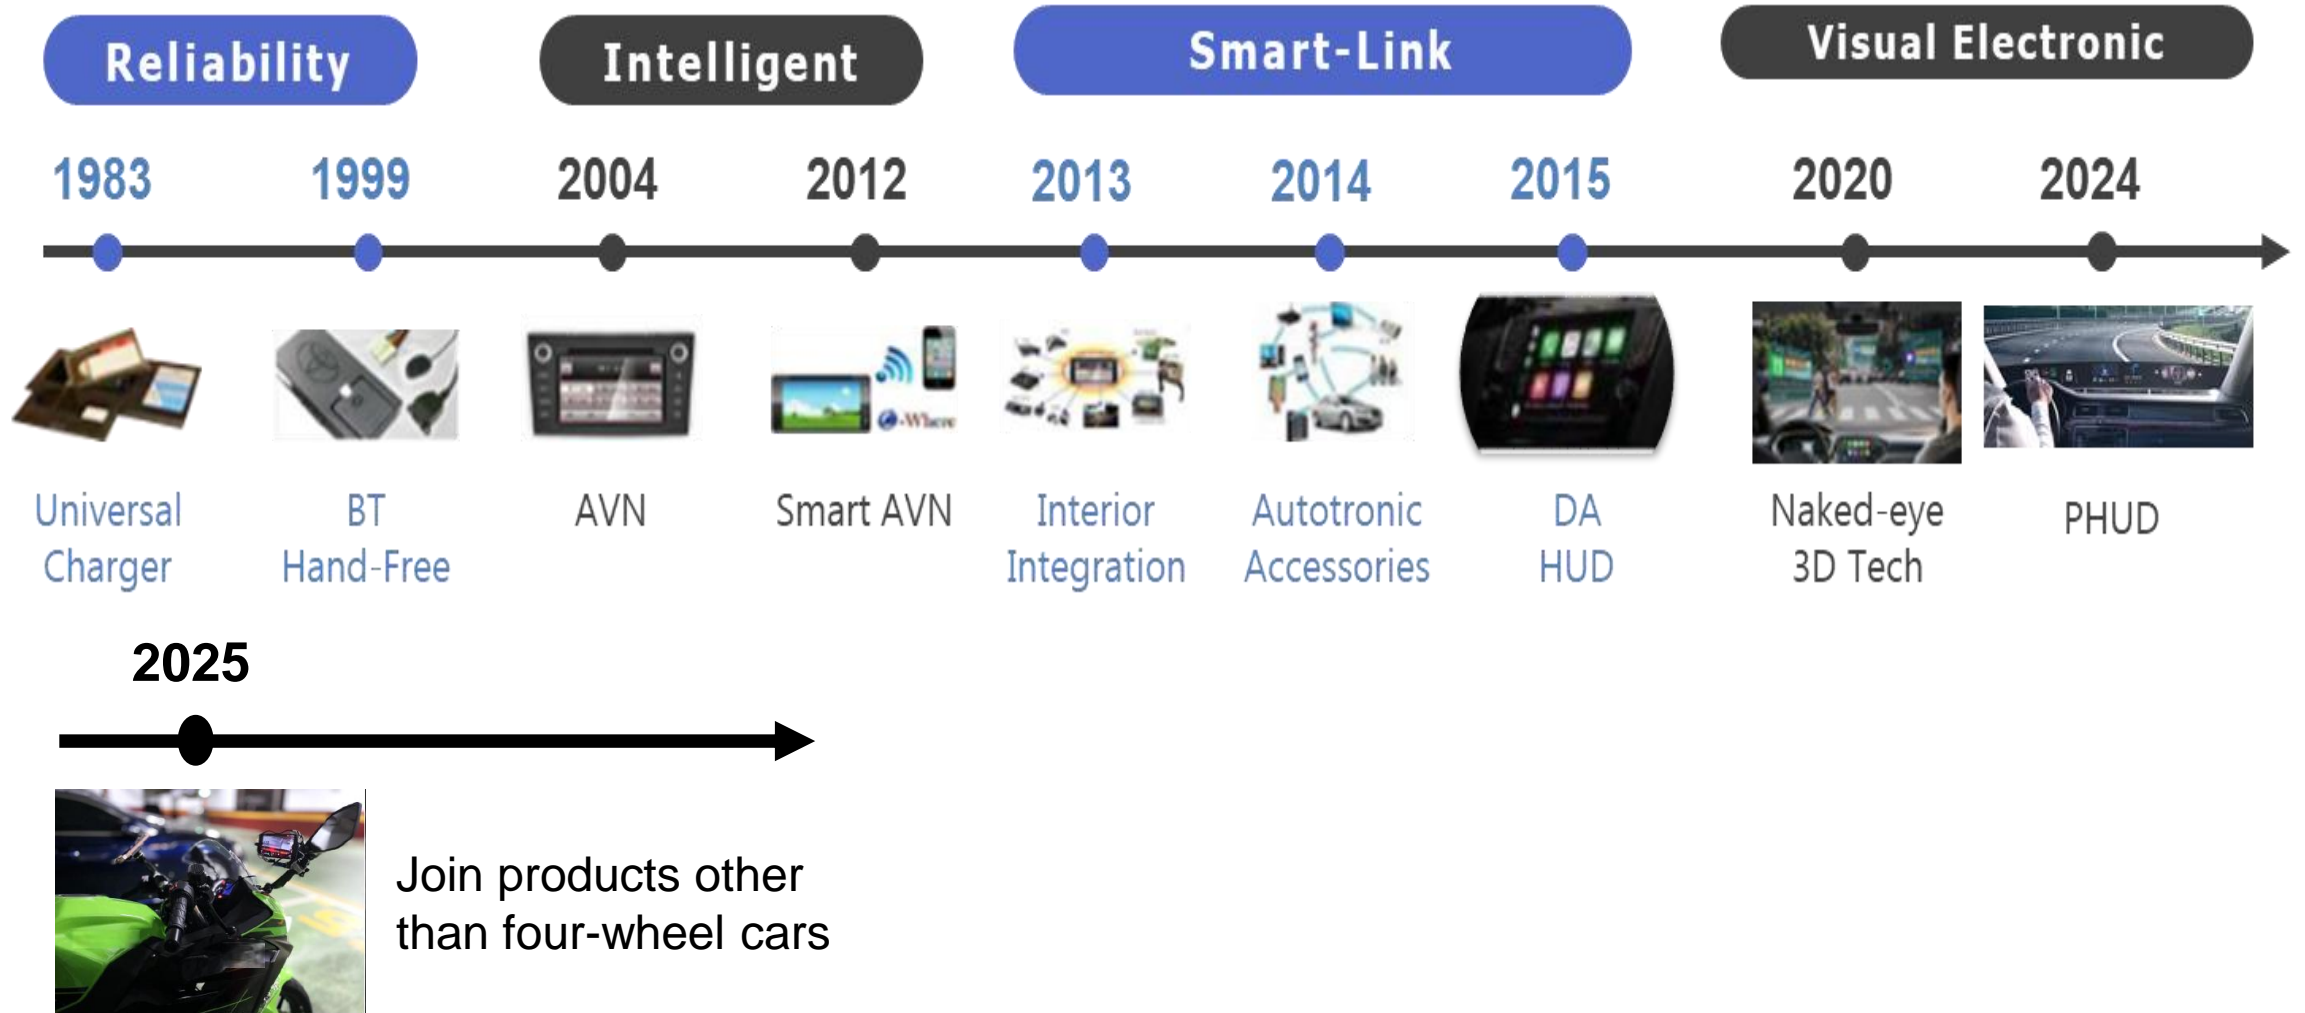 Reliability
Intelligent
Smart-Link
Visual Electronic
1983
1999
2004
2012
2013
2014
2015
2020
2024
e-Where
Universal
Charger
BT
Hand-Free
AVN
Smart AVN
Interior
Integration
Autotronic
Accessories
DA
HUD
Naked-eye
3D Tech
PHUD
2025
Join products other
than four-wheel cars